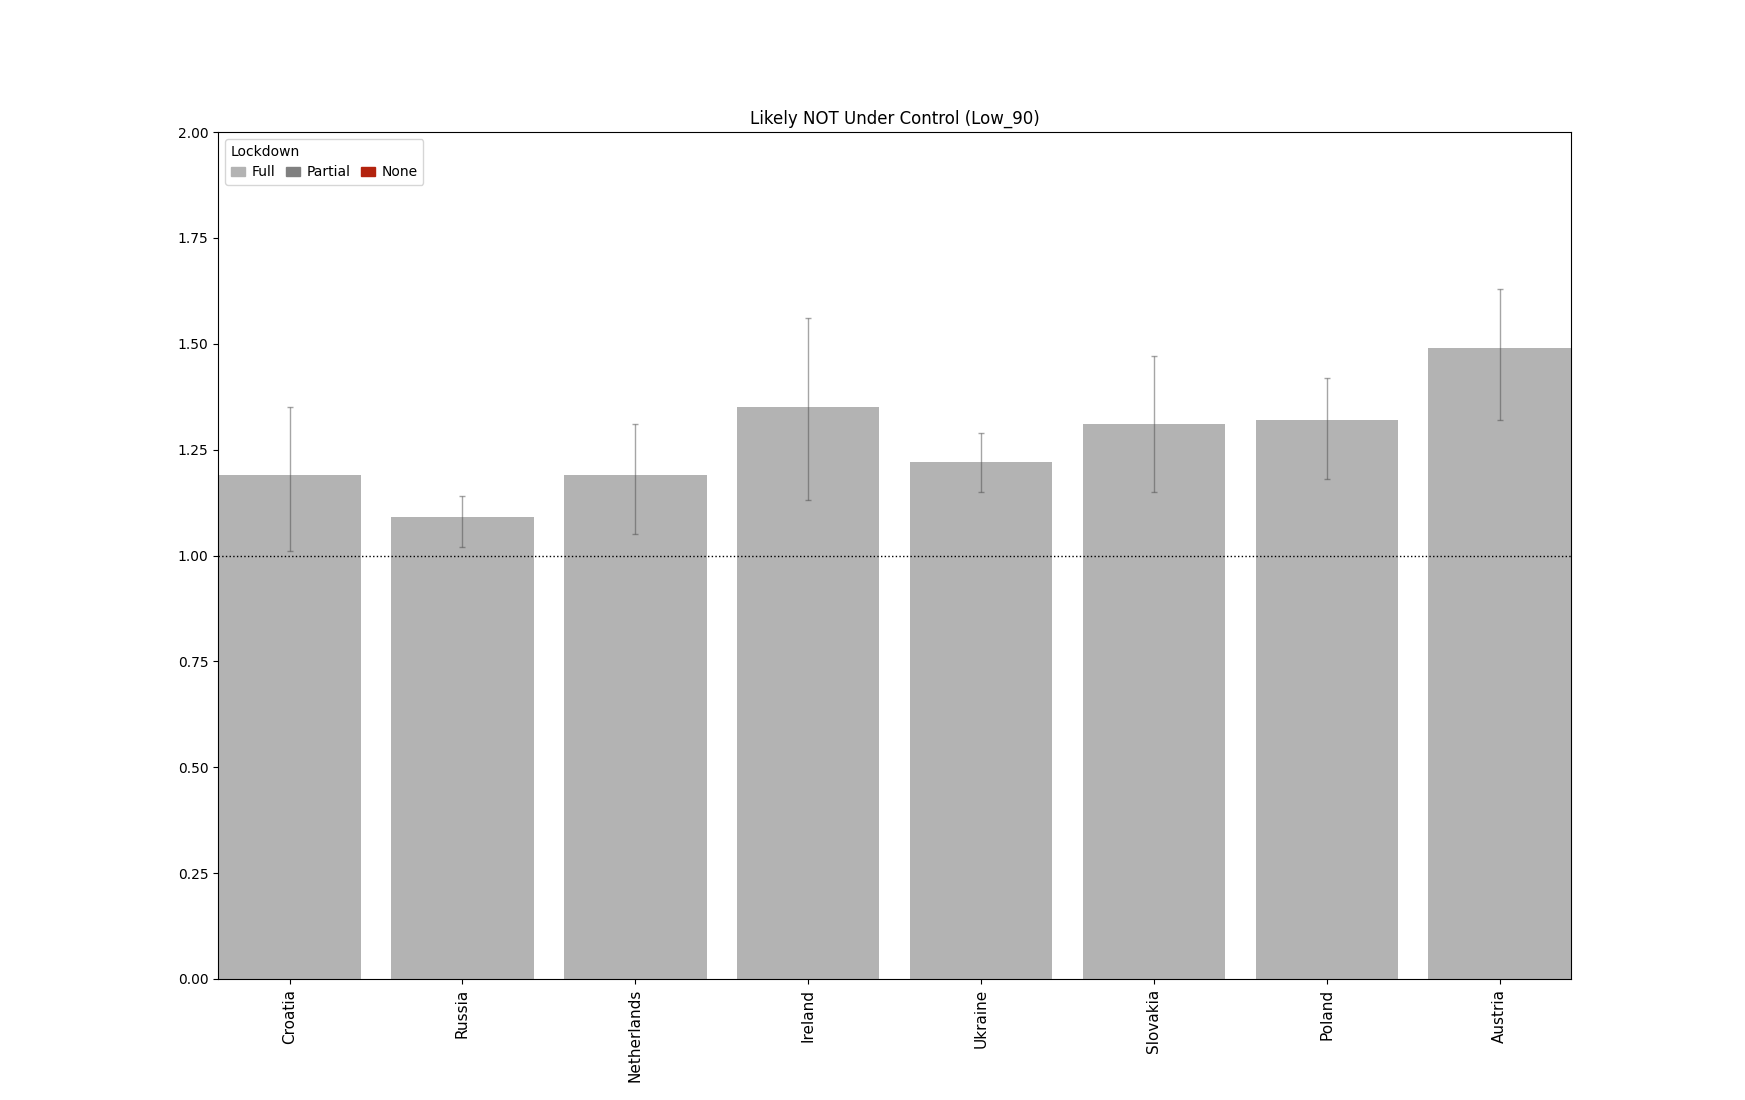 Likely NOT Under Control (Low_90)
2.00
1.75
1.50
1.25
1.00
0.75
0.50
0.25
0.00
Lockdown
Full Partial None
Croatia
Russia
Netherlands
Ireland
Ukraine
Slovakia
Poland
Austria